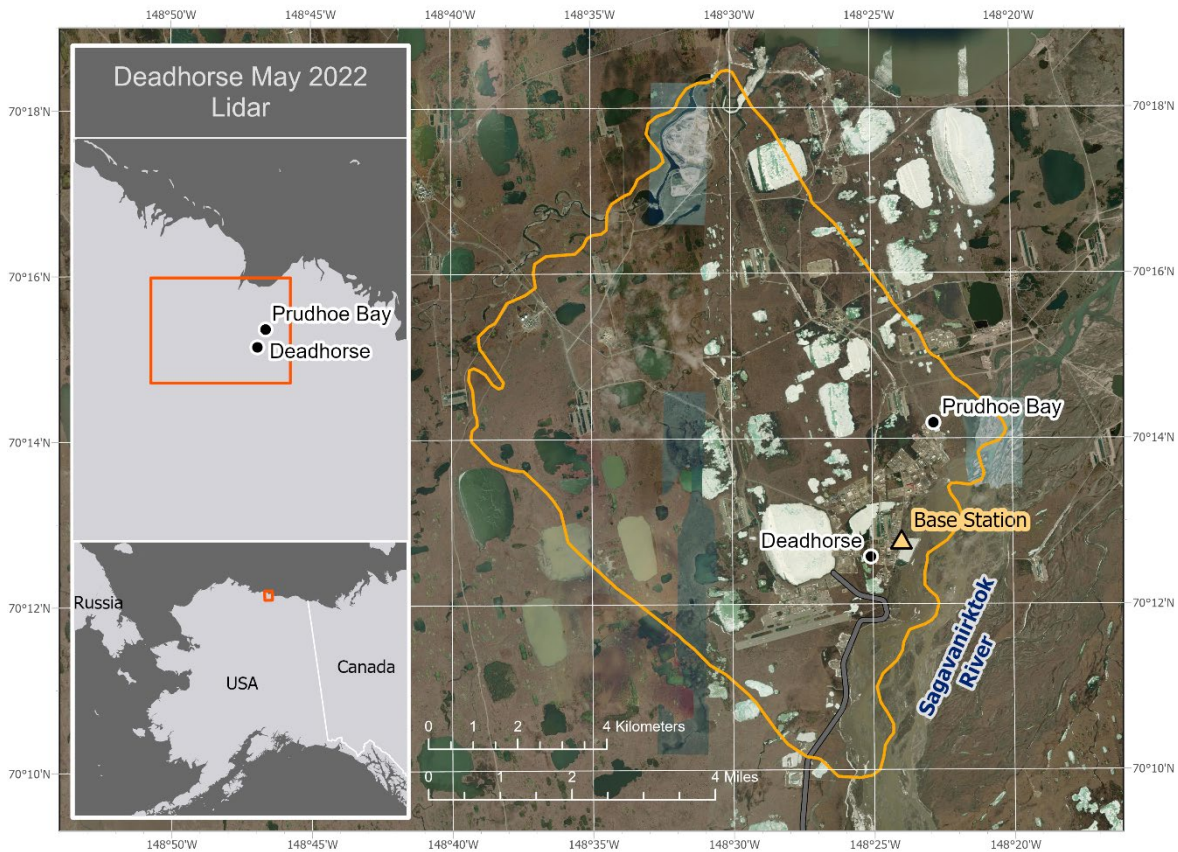 148°50'W 148°45'W 148°40'W 148°35'W 148°30'W 148°25'W 148°20'W
Deadhorse May 2022
Lidar
70°18'N
70°18'N
Prudhoe Bay
Deadhorse
70°16'N
70°16'N
70°14'N
70°14'N
Prudhoe Bay
Base Station
Deadhorse
Sagavanirktok
River
70°12'N
70°12'N
Russia
USA
Canada
0 1 2 4 Kilometers
0 1 2 4 Miles
70°10'N
70°10'N
148°50'W 148°45'W 148°40'W 148°35'W 148°30'W 148°25'W 148°20'W